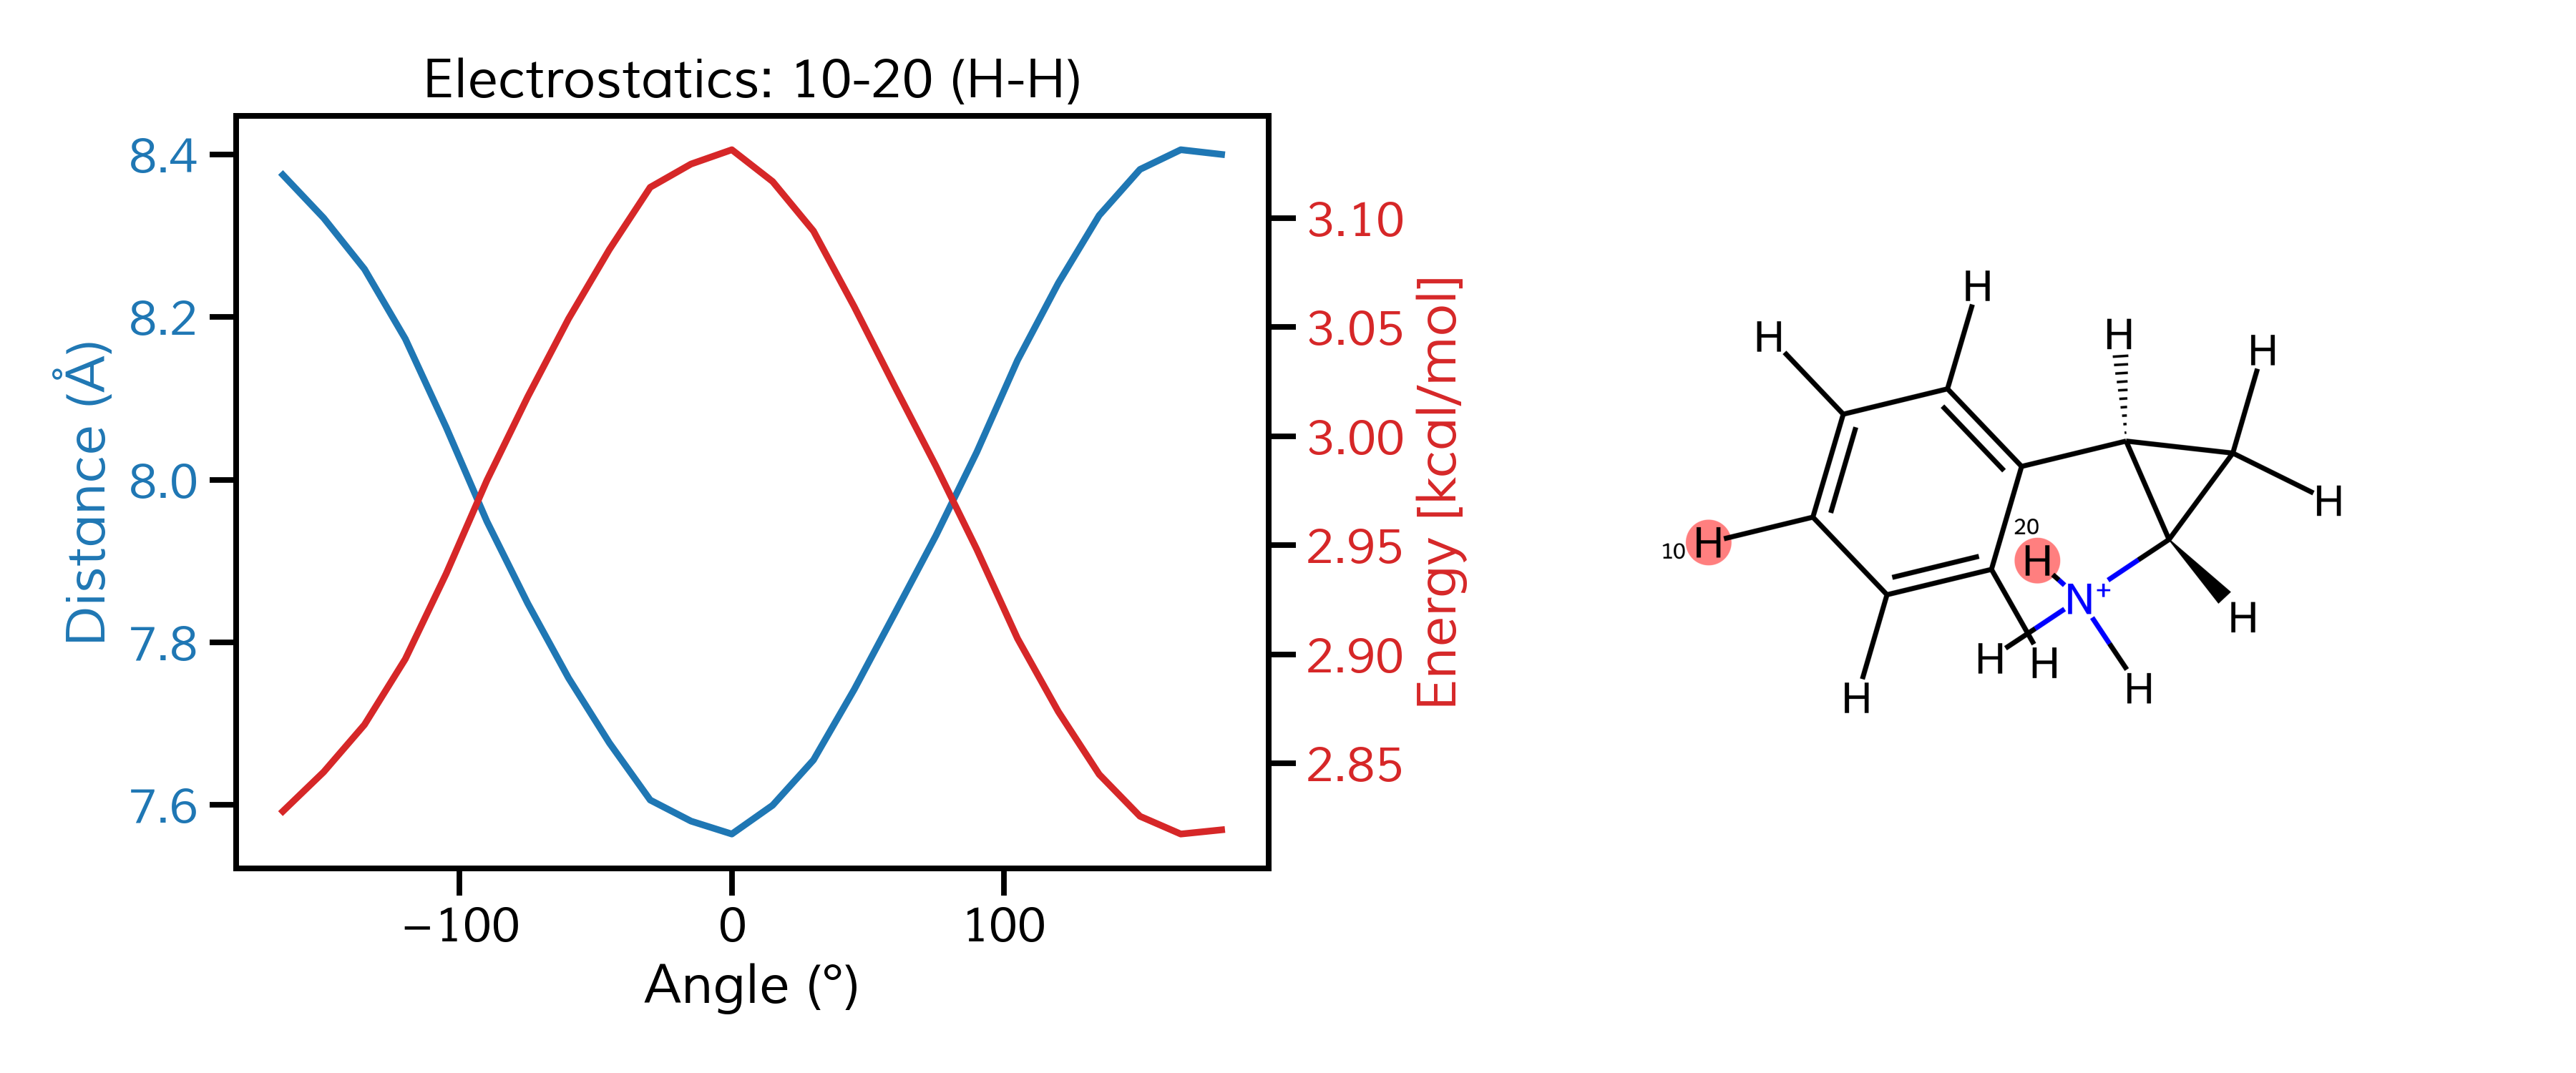 Electrostatics: 10-20 (H-H)
8.4
8.2
8.0
7.8
7.6
Distance (Å)
−100
0
100
Angle (°)
3.10
3.05
3.00
2.95
2.90
2.85
Energy [kcal/mol]
H
H
H
H
H
10
H
20
H
H
N⁺
H
H
H
H
H